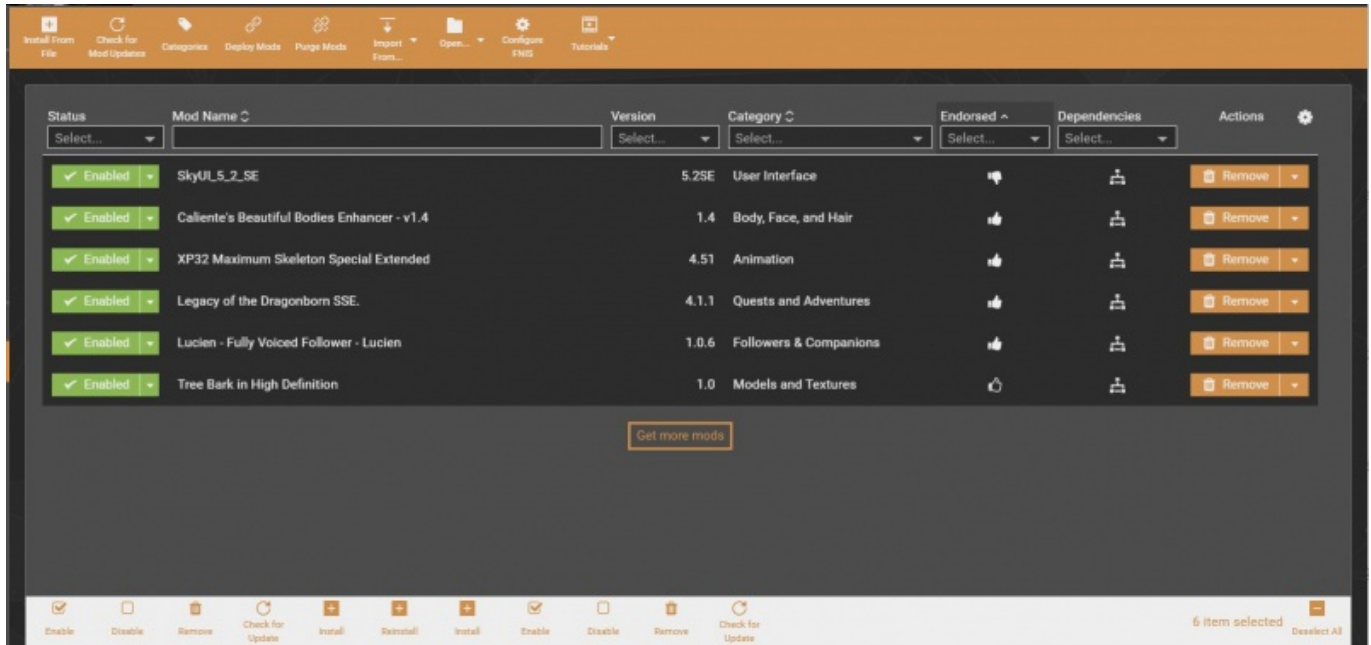 Install From File
Check for Mod Updates
Categories
Deploy Mods
Purge Mods
Import From...
Open...
Configure FNIS
Tutorials
Status Mod Name Version Category Endorsed Dependencies Actions
Select... Select... Select... Select... Select...
Enabled SkyUI_5_2_SE 5.2SE User Interface Remove
Enabled Caliente's Beautiful Bodies Enhancer - v1.4 1.4 Body, Face, and Hair Remove
Enabled XP32 Maximum Skeleton Special Extended 4.51 Animation Remove
Enabled Legacy of the Dragonborn SSE. 4.1.1 Quests and Adventures Remove
Enabled Lucien - Fully Voiced Follower - Lucien 1.0.6 Followers & Companions Remove
Enabled Tree Bark in High Definition 1.0 Models and Textures Remove
Get more mods
Enable
Disable
Remove
Check for Update
Install
Reinstall
Install
Enable
Disable
Remove
Check for Update
6 item selected
Deselect All